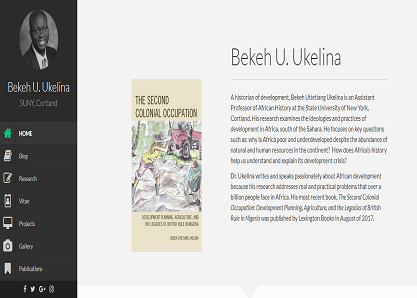 Bekeh U. Ukelina
SUNY, Cortland
HOME
Blog
Research
Vitae
Projects
Gallery
Publications
THE SECOND
COLONIAL OCCUPATION
DEVELOPMENT PLANNING, AGRICULTURE, AND
THE LEGACIES OF BRITISH RULE IN NIGERIA
BEKEH UTIETIANG UKELINA
Bekeh U. Ukelina
A historian of development, Bekeh Utietiang Ukelina is an Assistant
Professor of African History at the State University of New York,
Cortland. His research examines the ideologies and practices of
development in Africa, south of the Sahara. He focuses on key questions
such as: why is Africa poor and underdeveloped despite the abundance of
natural and human resources in the continent? How does Africa's history
help us understand and explain its development crisis?
Dr. Ukelina writes and speaks passionately about African development
because his research addresses real and practical problems that over a
billion people face in Africa. His most recent book, The Second Colonial
Occupation: Development Planning, Agriculture, and the Legacies of British
Rule in Nigeria was published by Lexington Books in August of 2017.